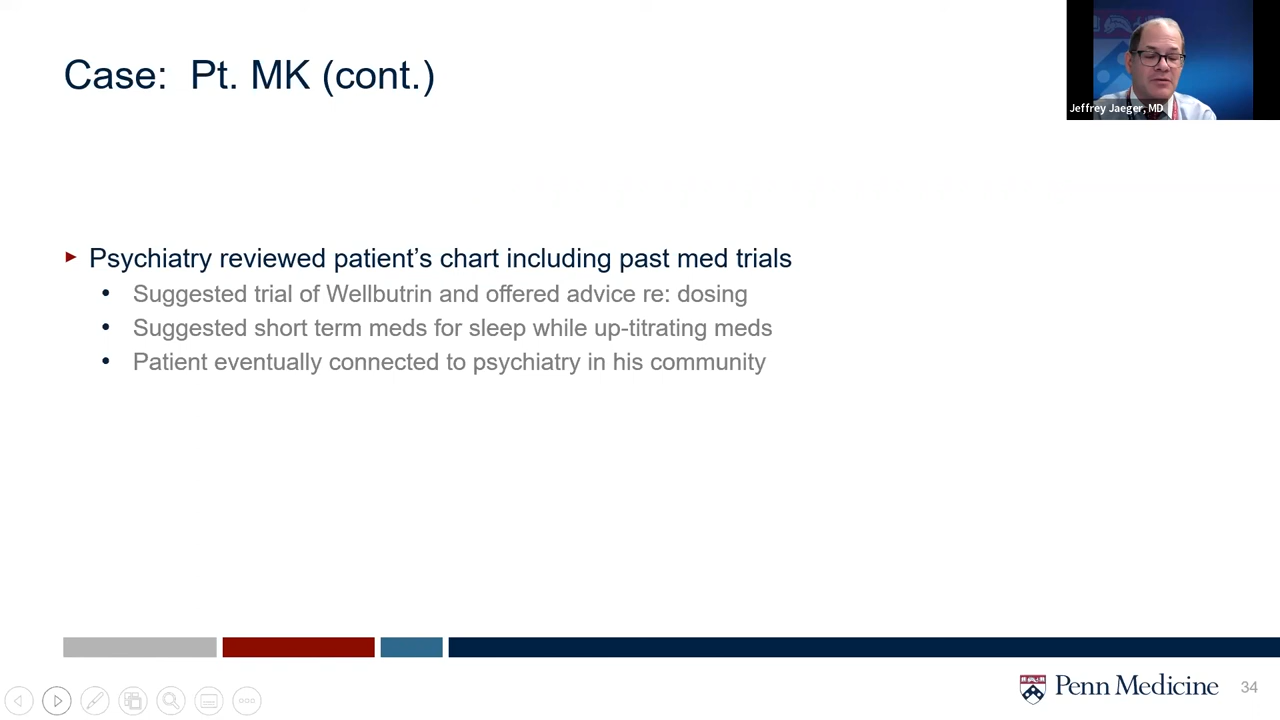 Case:  Pt. MK (cont.)
Jeffrey Jaeger, MD
Psychiatry reviewed patient’s chart including past med trials
Suggested trial of Wellbutrin and offered advice re: dosing
Suggested short term meds for sleep while up-titrating meds
Patient eventually connected to psychiatry in his community
Penn Medicine
34